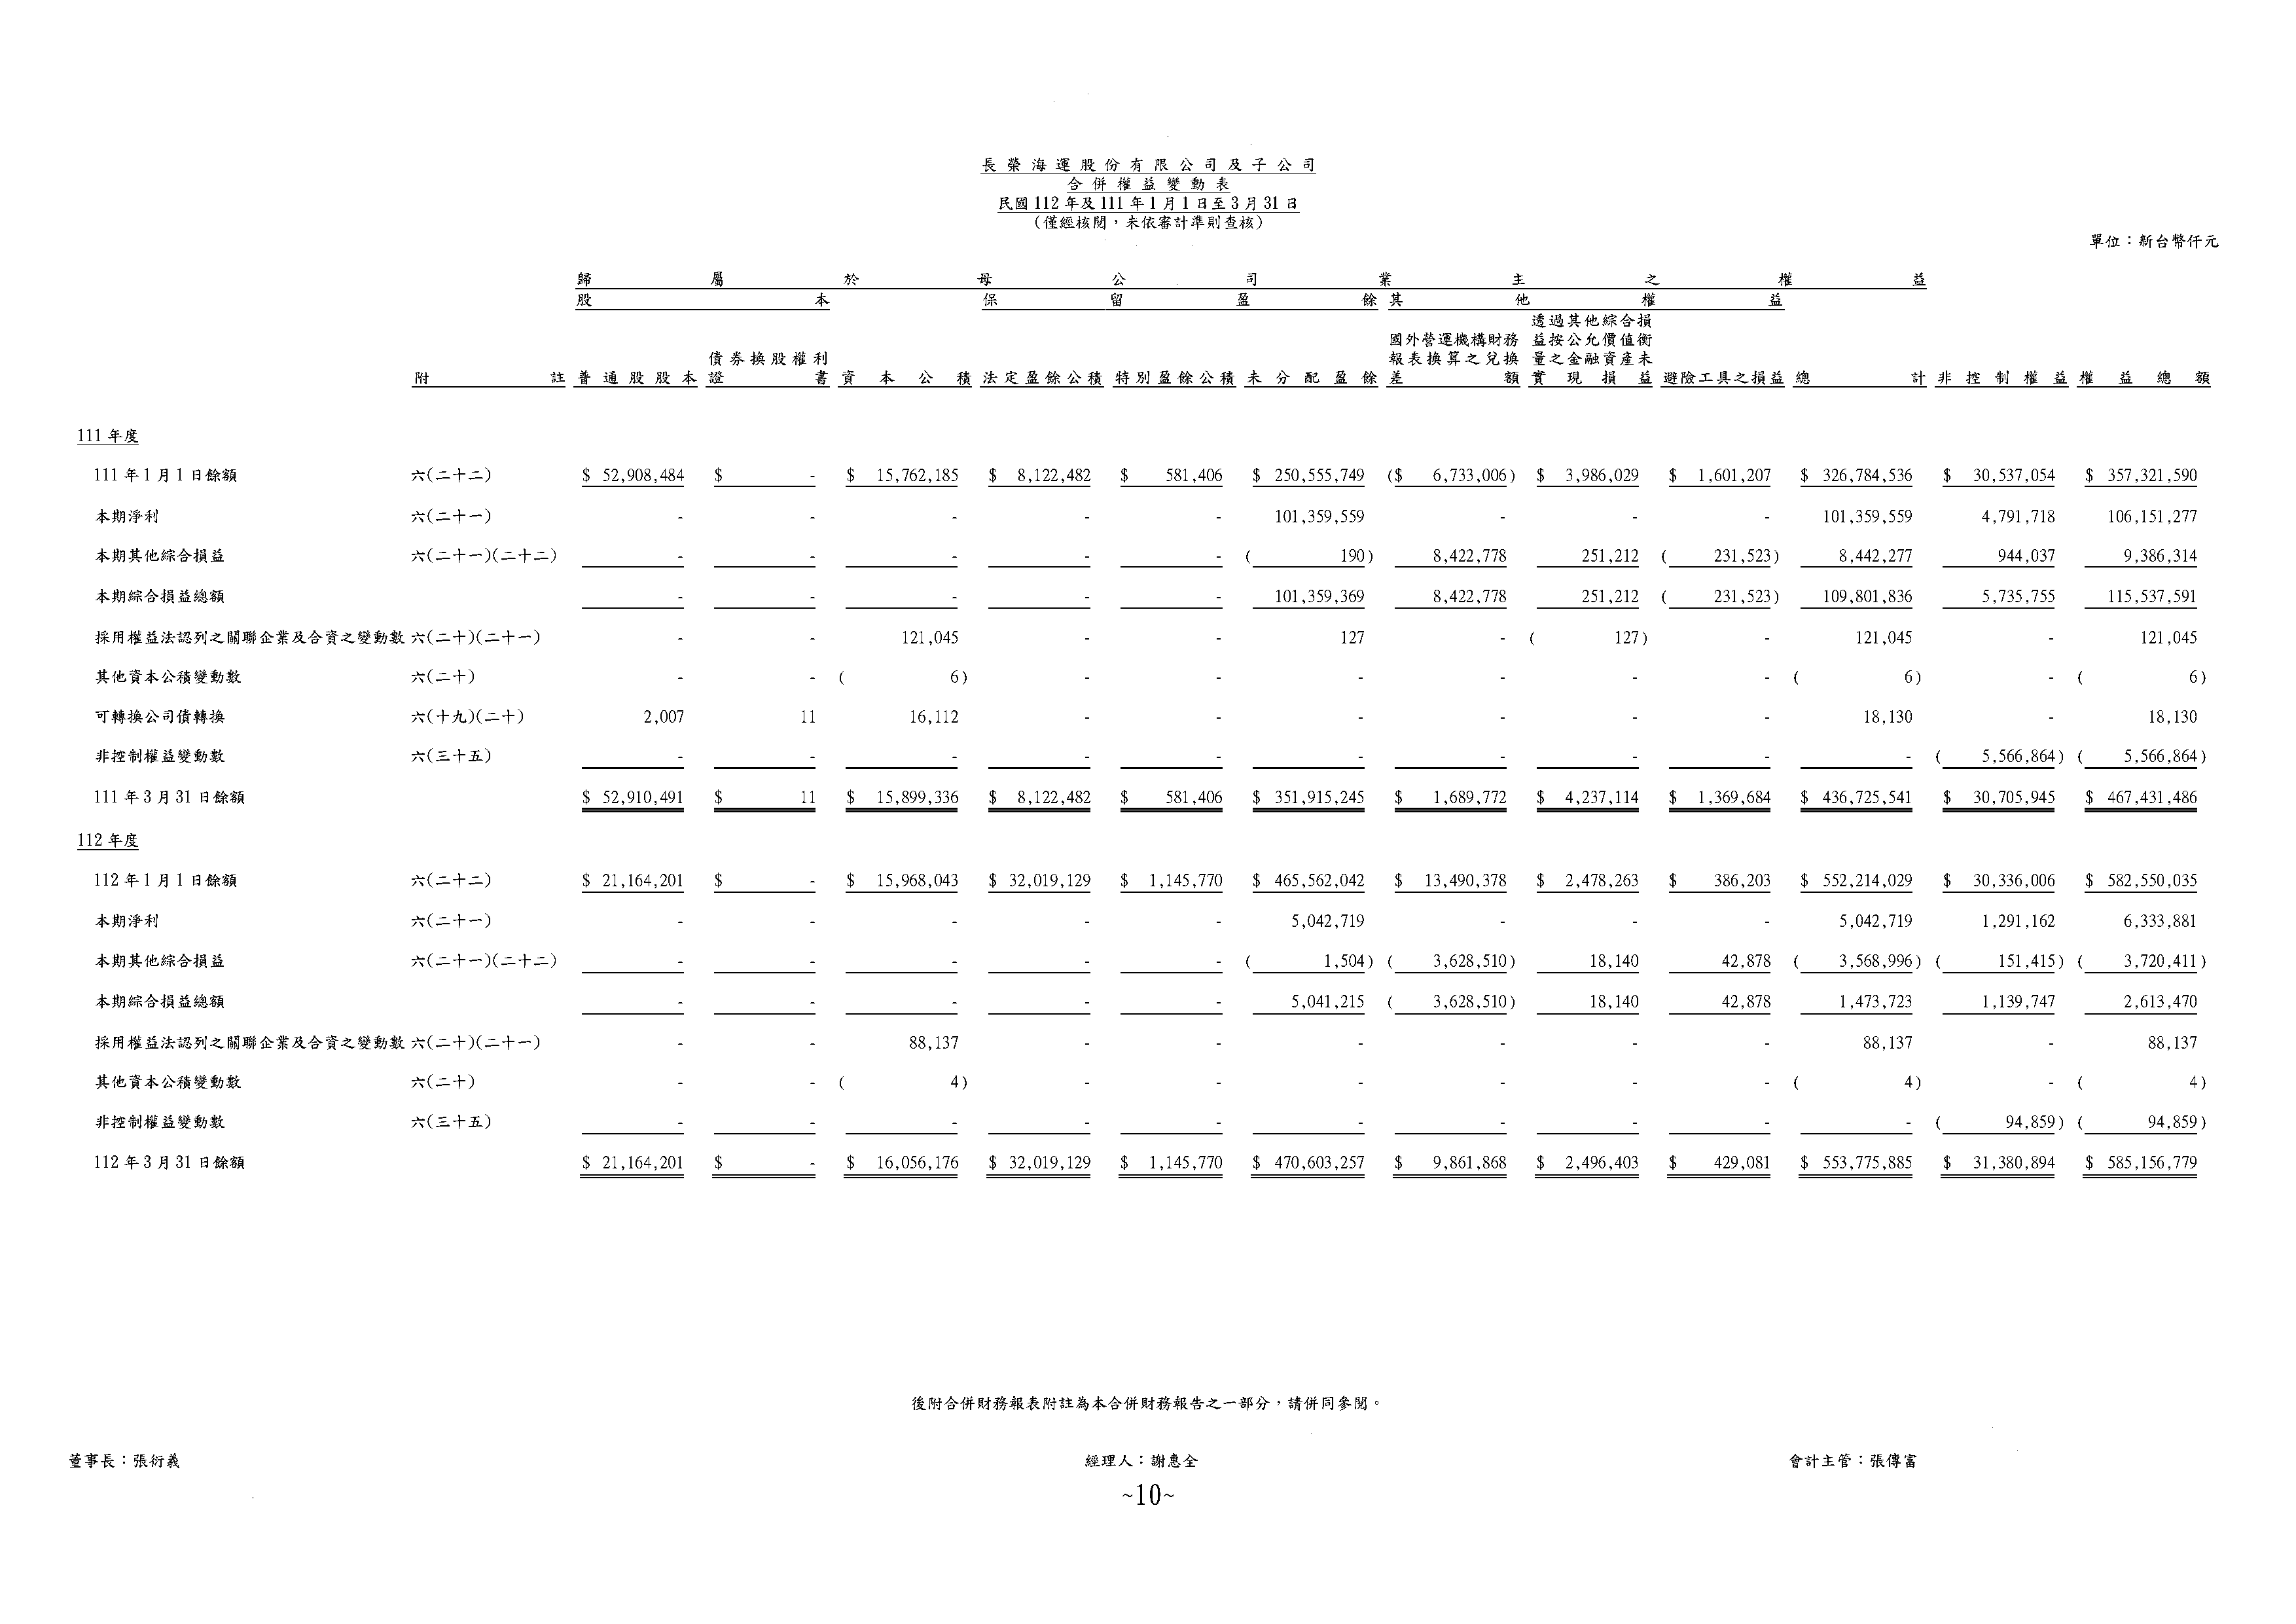 長榮海運股份有限公司及子公司
合併權益變動表
民國112年及111年1月1日至3月31日
(僅經核閱,未依審計準則查核)
單位:新台幣仟元
歸屬於母公司業主之權益
股本 保留盈餘 其他權益
附註 普通股股本 債券換股權利證書 資本公積 法定盈餘公積 特別盈餘公積 未分配盈餘 國外營運機構財務報表換算之兌換差額 透過其他綜合損益按公允價值衡量之金融資產未實現損益 避險工具之損益 總計 非控制權益 權益總額
111年度
111年1月1日餘額 六(二十二) $ 52,908,484 $ - $ 15,762,185 $ 8,122,482 $ 581,406 $ 250,555,749 ($ 6,733,006) $ 3,986,029 $ 1,601,207 $ 326,784,536 $ 30,537,054 $ 357,321,590
本期淨利 六(二十一) - - - - - 101,359,559 - - - 101,359,559 4,791,718 106,151,277
本期其他綜合損益 六(二十一)(二十二) - - - - - ( 190) 8,422,778 251,212 ( 231,523) 8,442,277 944,037 9,386,314
本期綜合損益總額 - - - - - 101,359,369 8,422,778 251,212 ( 231,523) 109,801,836 5,735,755 115,537,591
採用權益法認列之關聯企業及合資之變動數 六(二十)(二十一) - - 121,045 - - 127 - ( 127) - 121,045 - 121,045
其他資本公積變動數 六(二十) - - ( 6) - - - - - - ( 6) - ( 6)
可轉換公司債轉換 六(十九)(二十) 2,007 11 16,112 - - - - - - 18,130 - 18,130
非控制權益變動數 六(三十五) - - - - - - - - - - ( 5,566,864) ( 5,566,864)
111年3月31日餘額 $ 52,910,491 $ 11 $ 15,899,336 $ 8,122,482 $ 581,406 $ 351,915,245 $ 1,689,772 $ 4,237,114 $ 1,369,684 $ 436,725,541 $ 30,705,945 $ 467,431,486
112年度
112年1月1日餘額 六(二十二) $ 21,164,201 $ - $ 15,968,043 $ 32,019,129 $ 1,145,770 $ 465,562,042 $ 13,490,378 $ 2,478,263 $ 386,203 $ 552,214,029 $ 30,336,006 $ 582,550,035
本期淨利 六(二十一) - - - - - 5,042,719 - - - 5,042,719 1,291,162 6,333,881
本期其他綜合損益 六(二十一)(二十二) - - - - - ( 1,504) ( 3,628,510) 18,140 42,878 ( 3,568,996) ( 151,415) ( 3,720,411)
本期綜合損益總額 - - - - - 5,041,215 ( 3,628,510) 18,140 42,878 1,473,723 1,139,747 2,613,470
採用權益法認列之關聯企業及合資之變動數 六(二十)(二十一) - - 88,137 - - - - - - 88,137 - 88,137
其他資本公積變動數 六(二十) - - ( 4) - - - - - - ( 4) - ( 4)
非控制權益變動數 六(三十五) - - - - - - - - - - ( 94,859) ( 94,859)
112年3月31日餘額 $ 21,164,201 $ - $ 16,056,176 $ 32,019,129 $ 1,145,770 $ 470,603,257 $ 9,861,868 $ 2,496,403 $ 429,081 $ 553,775,885 $ 31,380,894 $ 585,156,779
後附合併財務報表附註為本合併財務報告之一部分,請併同參閱。
董事長:張衍義 經理人:謝惠全 會計主管:張傳富
~10~